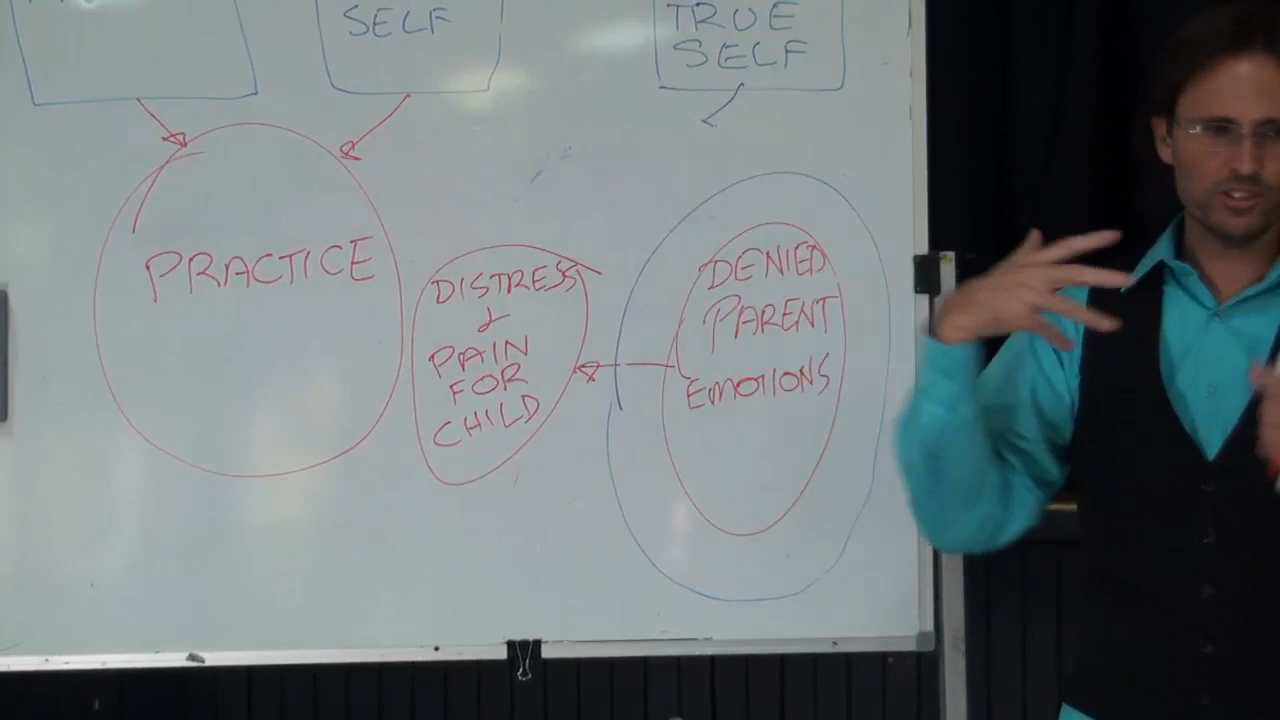 SELF
TRUE
SELF
PRACTICE
DISTRESS
&
PAIN
FOR
CHILD
DENIED
PARENT
EMOTIONS